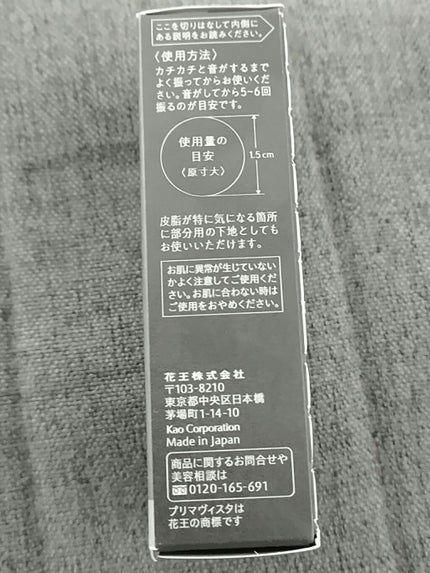 ここを切りはなして内側に
ある説明をお読みください。
〈使用方法〉
カチカチと音がするまで
よく振ってからお使いくだ
さい。音がしてから5~6回
振るのが目安です。
使用量の
目安
〈原寸大〉
1.5cm
皮脂が特に気になる箇所
に部分用の下地としても
お使いいただけます。
お肌に異常が生じていない
かよく注意してご使用くだ
さい。お肌に合わない時は
ご使用をおやめください。
花王株式会社
〒103-8210
東京都中央区日本橋
茅場町1-14-10
Kao Corporation
Made in Japan
商品に関するお問合せや
美容相談は
0120-165-691
プリマヴィスタは
花王の商標です